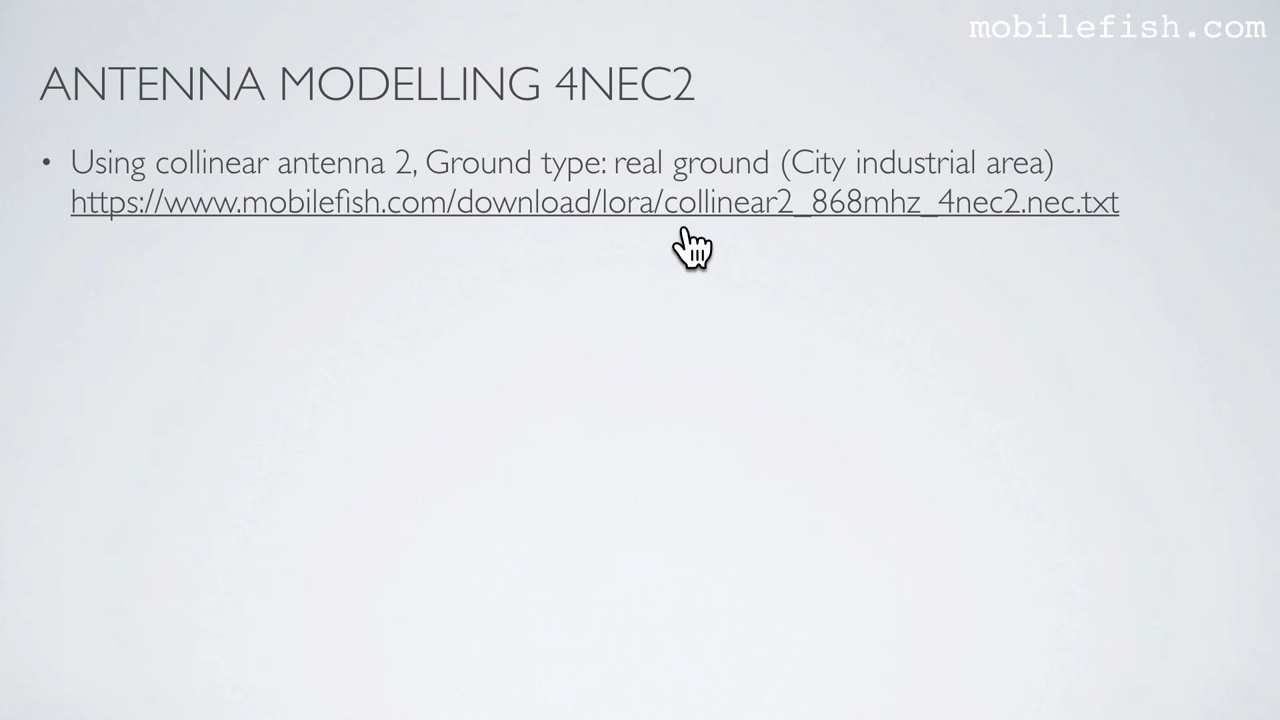 mobilefish.com
ANTENNA MODELLING 4NEC2
• Using collinear antenna 2, Ground type: real ground (City industrial area)
https://www.mobilefish.com/download/lora/collinear2_868mhz_4nec2.nec.txt